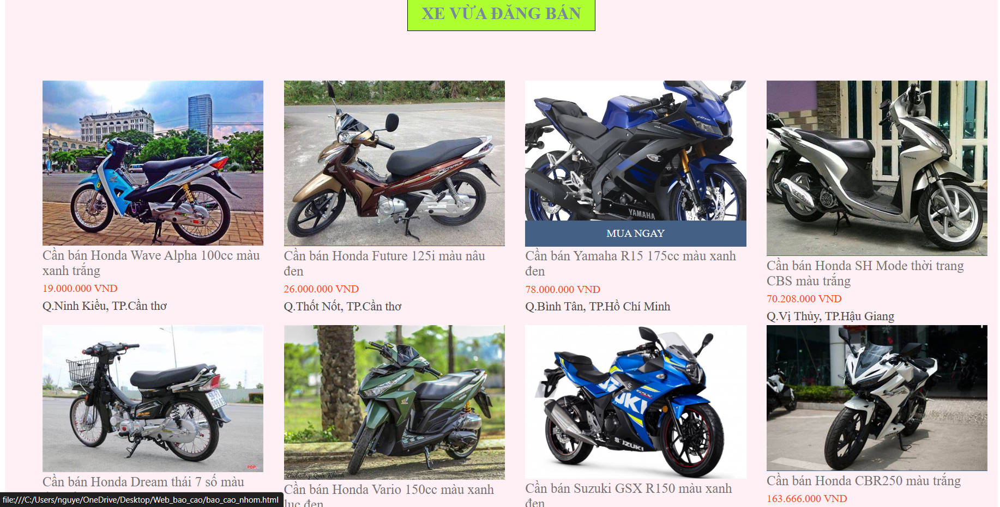 XE VỪA ĐĂNG BÁN
YAMAHA
HONDA
MUA NGAY
Cần bán Honda Wave Alpha 100cc màu
xanh trắng
19.000.000 VND
Q.Ninh Kiều, TP.Cần thơ
Cần bán Honda Future 125i màu nâu
đen
26.000.000 VND
Q.Thốt Nốt, TP.Cần thơ
Cần bán Yamaha R15 175cc màu xanh
đen
78.000.000 VND
Q.Bình Tân, TP.Hồ Chí Minh
Cần bán Honda SH Mode thời trang
CBS màu trắng
70.208.000 VND
Q.Vị Thủy, TP.Hậu Giang
PDP
Photoshop Quốc Khánh
UKI
SUZUKI
Cần bán Honda Dream thái 7 số màu
Cần bán Honda Vario 150cc màu xanh
lục đen
Cần bán Suzuki GSX R150 màu xanh
đen
Cần bán Honda CBR250 màu trắng
163.666.000 VND
file:///C:/Users/nguye/OneDrive/Desktop/Web_bao_cao/bao_cao_nhom.html